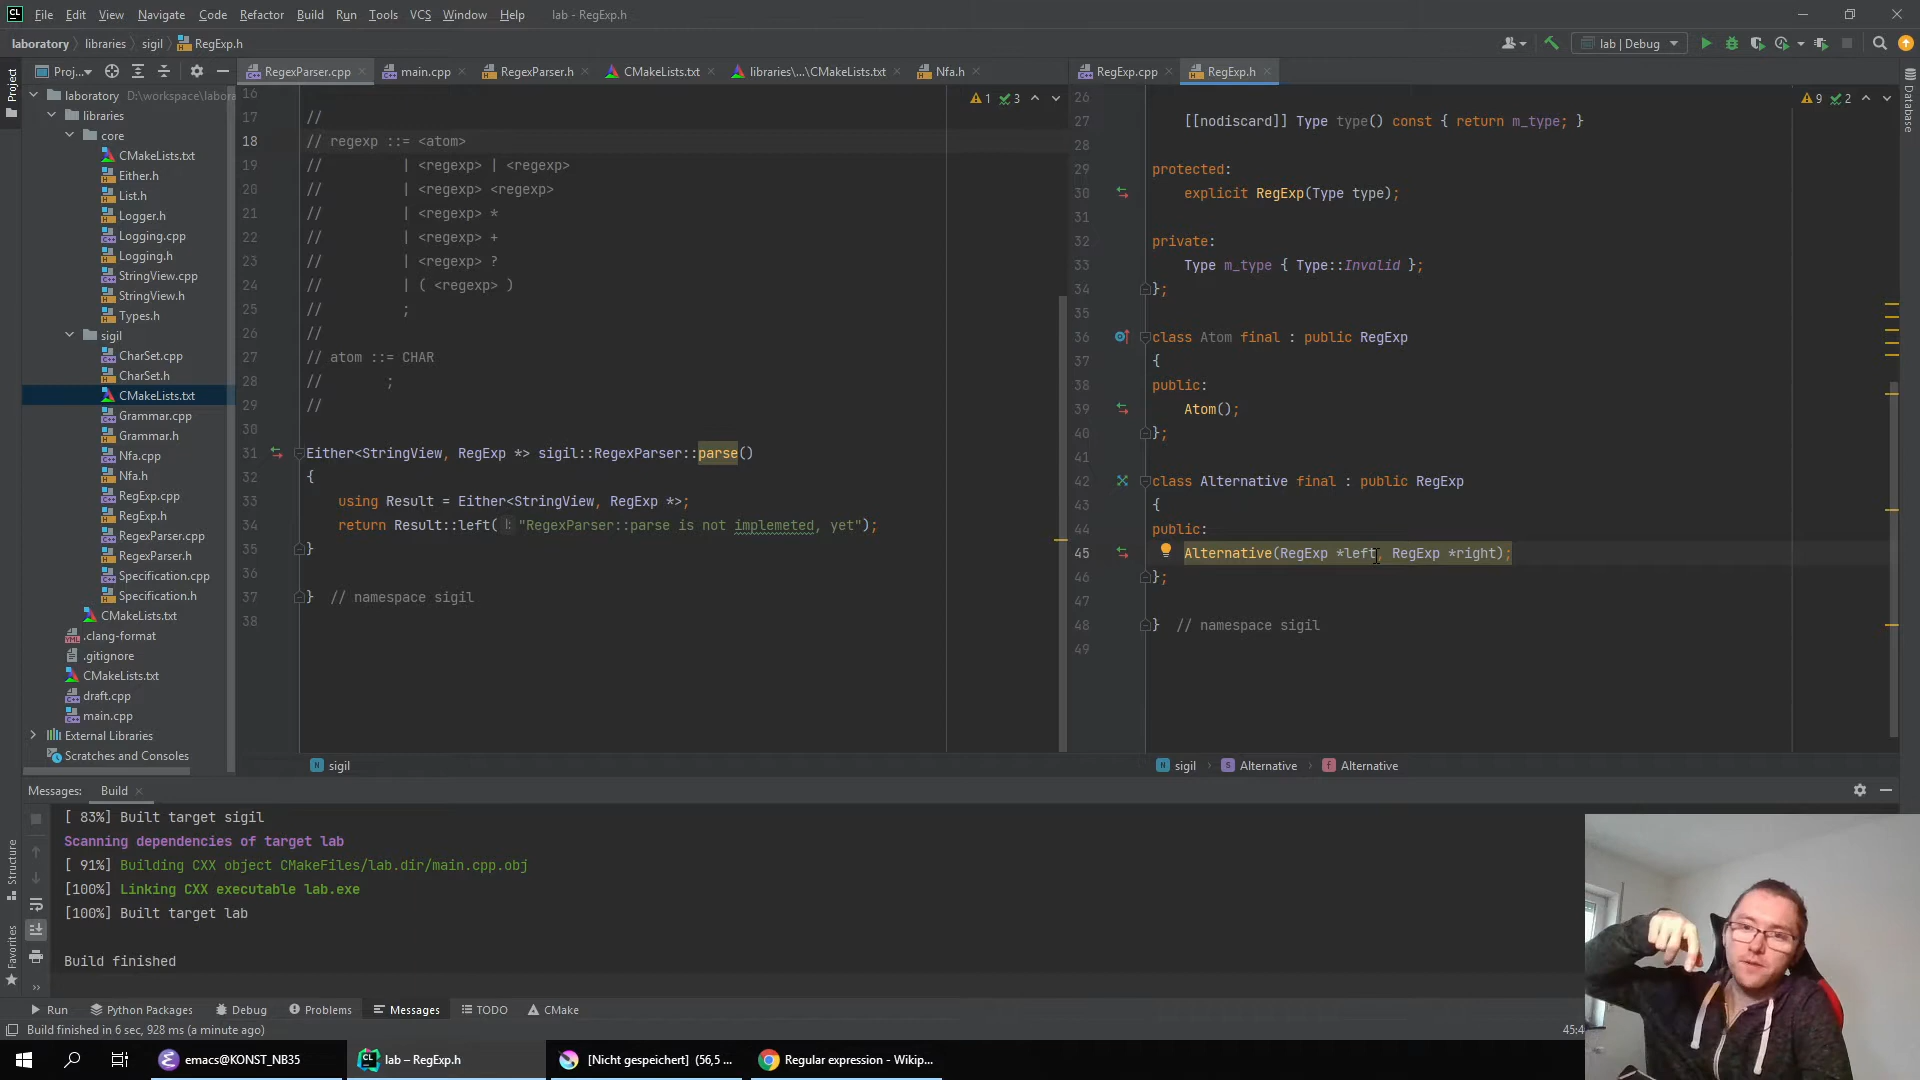 File Edit View Navigate Code Refactor Build Run Tools VCS Window Help lab - RegExp.h
laboratory libraries sigil RegExp.h
lab | Debug
Project
Proj...
RegexParser.cpp main.cpp RegexParser.h CMakeLists.txt libraries\...\CMakeLists.txt Nfa.h
RegExp.cpp RegExp.h
Database
laboratory D:\workspace\labora
libraries
core
CMakeLists.txt
Either.h
List.h
Logger.h
Logging.cpp
Logging.h
StringView.cpp
StringView.h
Types.h
sigil
CharSet.cpp
CharSet.h
CMakeLists.txt
Grammar.cpp
Grammar.h
Nfa.cpp
Nfa.h
RegExp.cpp
RegExp.h
RegexParser.cpp
RegexParser.h
Specification.cpp
Specification.h
CMakeLists.txt
.clang-format
.gitignore
CMakeLists.txt
draft.cpp
main.cpp
External Libraries
Scratches and Consoles
1 3
16
17 //
18 // regexp ::= <atom>
19 // | <regexp> | <regexp>
20 // | <regexp> <regexp>
21 // | <regexp> *
22 // | <regexp> +
23 // | <regexp> ?
24 // | ( <regexp> )
25 // ;
26 //
27 // atom ::= CHAR
28 // ;
29 //
30
31 Either<StringView, RegExp *> sigil::RegexParser::parse()
32 {
33 using Result = Either<StringView, RegExp *>;
34 return Result::left( l: "RegexParser::parse is not implemeted, yet");
35 }
36
37 } // namespace sigil
38
sigil
9 2
26
27 [[nodiscard]] Type type() const { return m_type; }
28
29 protected:
30 explicit RegExp(Type type);
31
32 private:
33 Type m_type { Type::Invalid };
34 };
35
36 class Atom final : public RegExp
37 {
38 public:
39 Atom();
40 };
41
42 class Alternative final : public RegExp
43 {
44 public:
45 Alternative(RegExp *left, RegExp *right);
46 };
47
48 } // namespace sigil
49
sigil Alternative Alternative
Messages: Build
[ 83%] Built target sigil
Scanning dependencies of target lab
[ 91%] Building CXX object CMakeFiles/lab.dir/main.cpp.obj
[100%] Linking CXX executable lab.exe
[100%] Built target lab
Build finished
Structure
Favorites
Run Python Packages Debug Problems Messages TODO CMake
Build finished in 6 sec, 928 ms (a minute ago)
45:4
emacs@KONST_NB35
lab – RegExp.h
[Nicht gespeichert] (56,5 ...
Regular expression - Wikip...